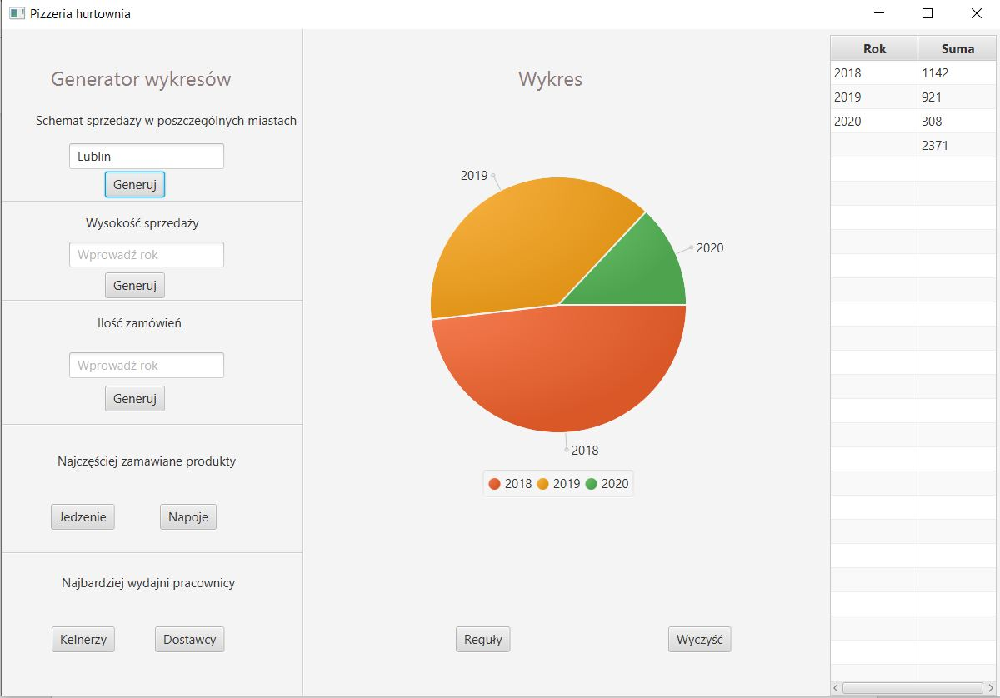 Pizzeria hurtownia
Generator wykresów
Schemat sprzedaży w poszczególnych miastach
Lublin
Generuj
Wysokość sprzedaży
Wprowadź rok
Generuj
Ilość zamówień
Wprowadź rok
Generuj
Najczęściej zamawiane produkty
Jedzenie Napoje
Najbardziej wydajni pracownicy
Kelnerzy Dostawcy
Wykres
2019
2020
2018
2018 2019 2020
Reguły Wyczyść
Rok Suma
2018 1142
2019 921
2020 308
2371